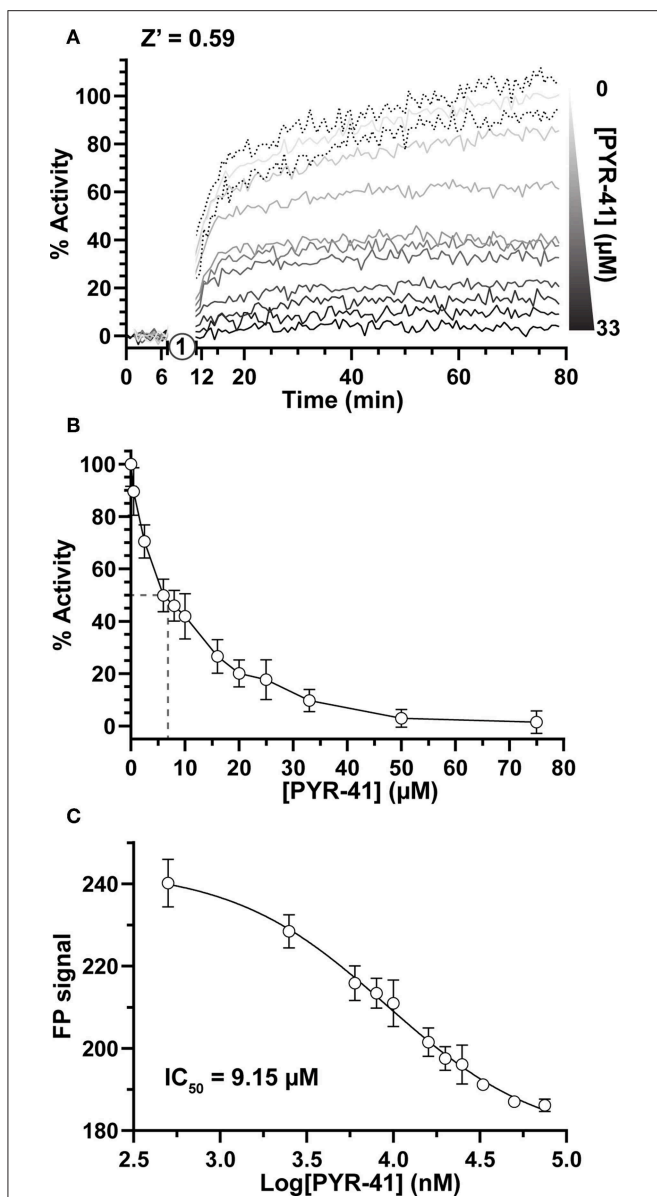 A
Z' = 0.59
% Activity
100
80
60
40
20
0
0 6 12 20 40 60 80
1
Time (min)
0
[PYR-41] (µM)
33
B
% Activity
100
80
60
40
20
0
0 10 20 30 40 50 60 70 80
[PYR-41] (µM)
C
FP signal
240
220
200
180
IC50 = 9.15 µM
2.5 3.0 3.5 4.0 4.5 5.0
Log[PYR-41] (nM)